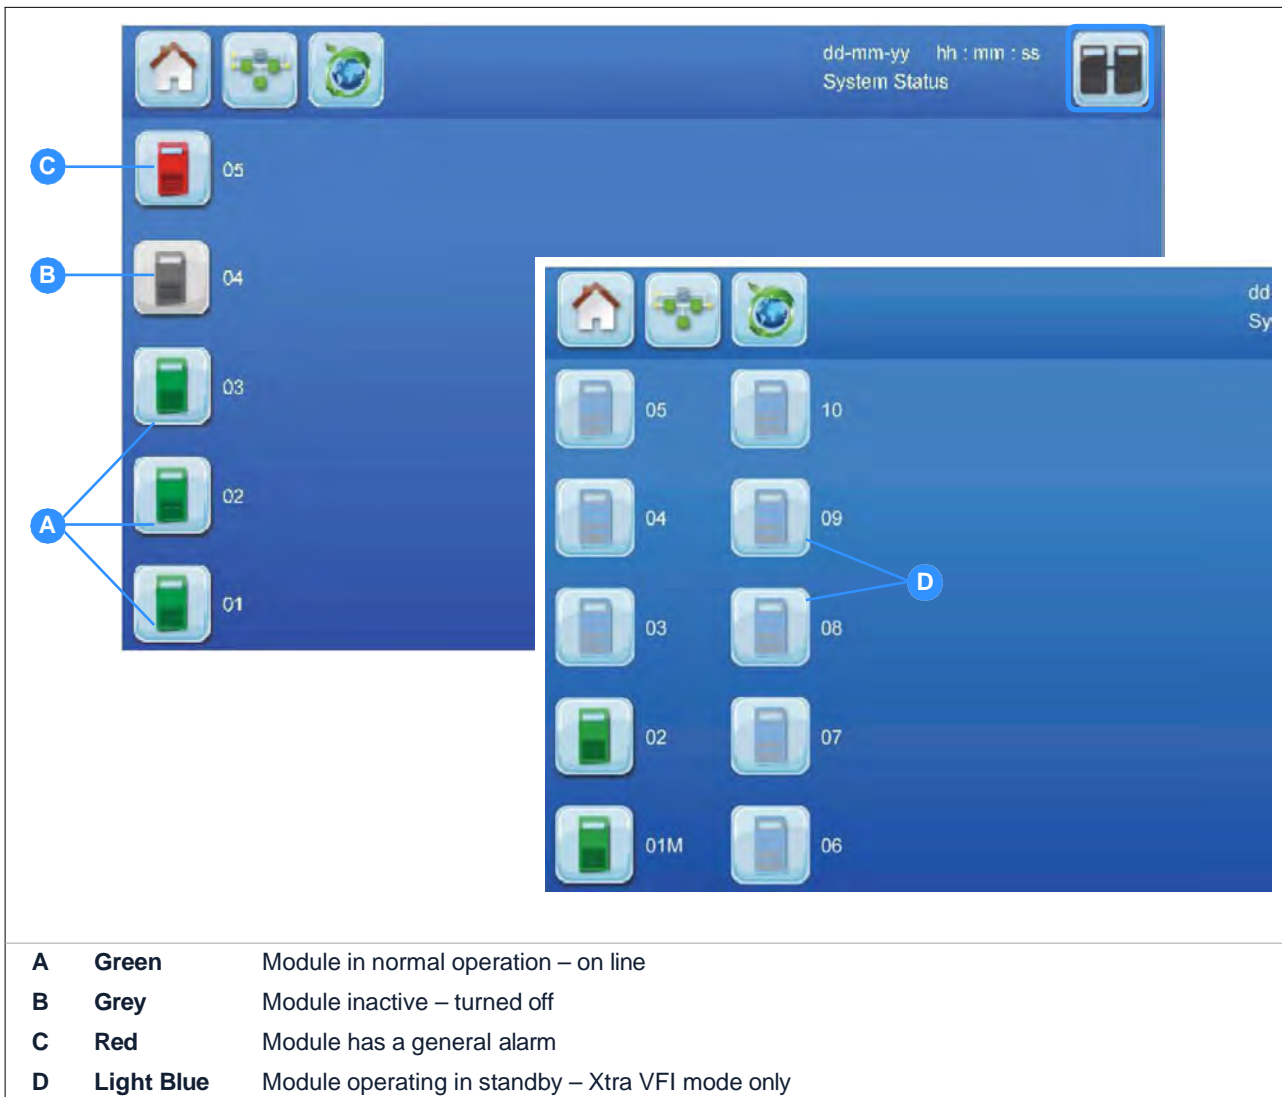 dd-mm-yy hh : mm : ss
System Status
C
05
B
04
03
A
02
01
dd
Sy
05 10
04 09
D
03 08
02 07
01M 06
A Green Module in normal operation – on line
B Grey Module inactive – turned off
C Red Module has a general alarm
D Light Blue Module operating in standby – Xtra VFI mode only